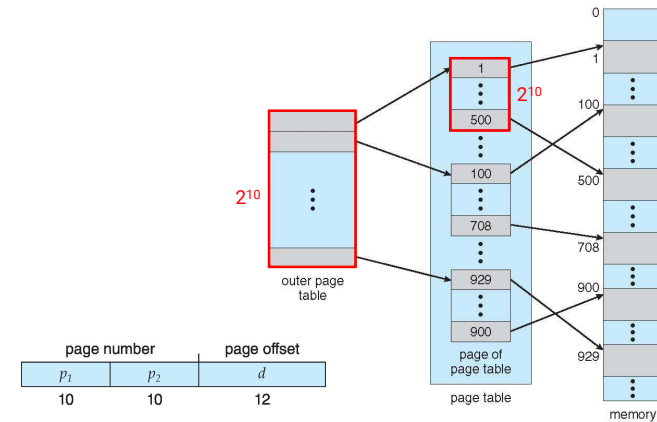 0
1
100
500
708
900
929
memory
1
500
100
708
929
900
page of
page table
page table
2¹⁰
2¹⁰
outer page
table
page number page offset
p₁ p₂ d
10 10 12